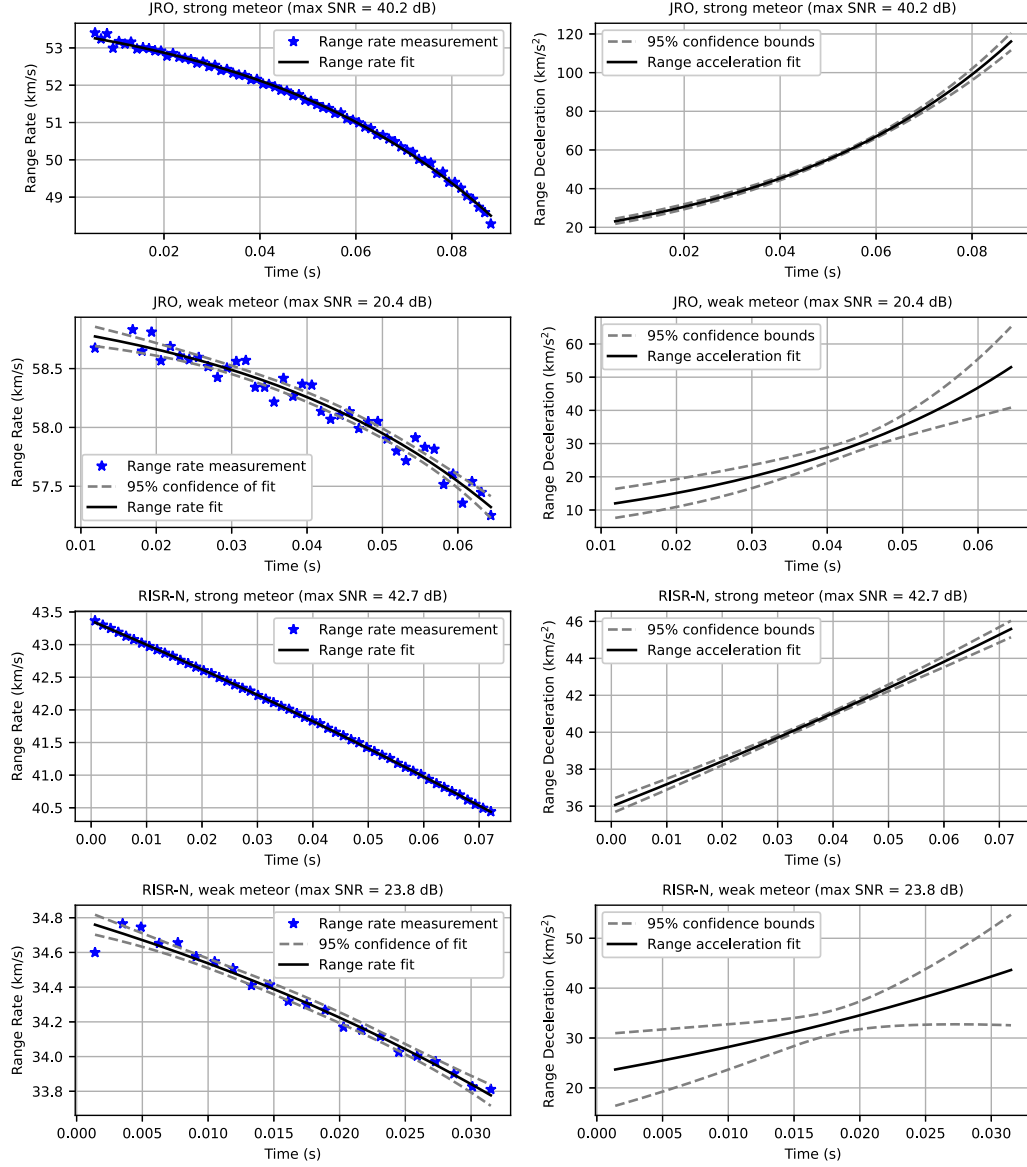 JRO, strong meteor (max SNR = 40.2 dB)
Range Rate (km/s)
53
52
51
50
49
Range rate measurement
Range rate fit
0.02 0.04 0.06 0.08
Time (s)
JRO, strong meteor (max SNR = 40.2 dB)
Range Deceleration (km/s²)
120
100
80
60
40
20
95% confidence bounds
Range acceleration fit
0.02 0.04 0.06 0.08
Time (s)
JRO, weak meteor (max SNR = 20.4 dB)
Range Rate (km/s)
58.5
58.0
57.5
Range rate measurement
95% confidence of fit
Range rate fit
0.01 0.02 0.03 0.04 0.05 0.06
Time (s)
JRO, weak meteor (max SNR = 20.4 dB)
Range Deceleration (km/s²)
60
50
40
30
20
10
95% confidence bounds
Range acceleration fit
0.01 0.02 0.03 0.04 0.05 0.06
Time (s)
RISR-N, strong meteor (max SNR = 42.7 dB)
Range Rate (km/s)
43.5
43.0
42.5
42.0
41.5
41.0
40.5
Range rate measurement
Range rate fit
0.00 0.01 0.02 0.03 0.04 0.05 0.06 0.07
Time (s)
RISR-N, strong meteor (max SNR = 42.7 dB)
Range Deceleration (km/s²)
46
44
42
40
38
36
95% confidence bounds
Range acceleration fit
0.00 0.01 0.02 0.03 0.04 0.05 0.06 0.07
Time (s)
RISR-N, weak meteor (max SNR = 23.8 dB)
Range Rate (km/s)
34.8
34.6
34.4
34.2
34.0
33.8
Range rate measurement
95% confidence of fit
Range rate fit
0.000 0.005 0.010 0.015 0.020 0.025 0.030
Time (s)
RISR-N, weak meteor (max SNR = 23.8 dB)
Range Deceleration (km/s²)
50
40
30
20
95% confidence bounds
Range acceleration fit
0.000 0.005 0.010 0.015 0.020 0.025 0.030
Time (s)